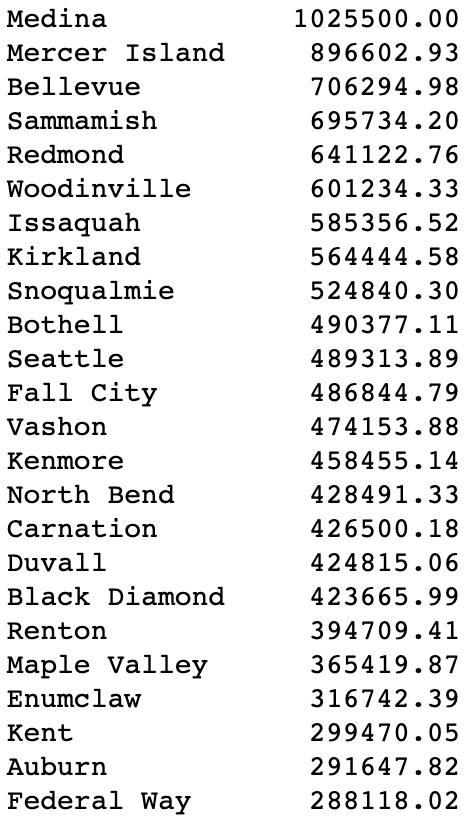 Medina 1025500.00
Mercer Island 896602.93
Bellevue 706294.98
Sammamish 695734.20
Redmond 641122.76
Woodinville 601234.33
Issaquah 585356.52
Kirkland 564444.58
Snoqualmie 524840.30
Bothell 490377.11
Seattle 489313.89
Fall City 486844.79
Vashon 474153.88
Kenmore 458455.14
North Bend 428491.33
Carnation 426500.18
Duvall 424815.06
Black Diamond 423665.99
Renton 394709.41
Maple Valley 365419.87
Enumclaw 316742.39
Kent 299470.05
Auburn 291647.82
Federal Way 288118.02